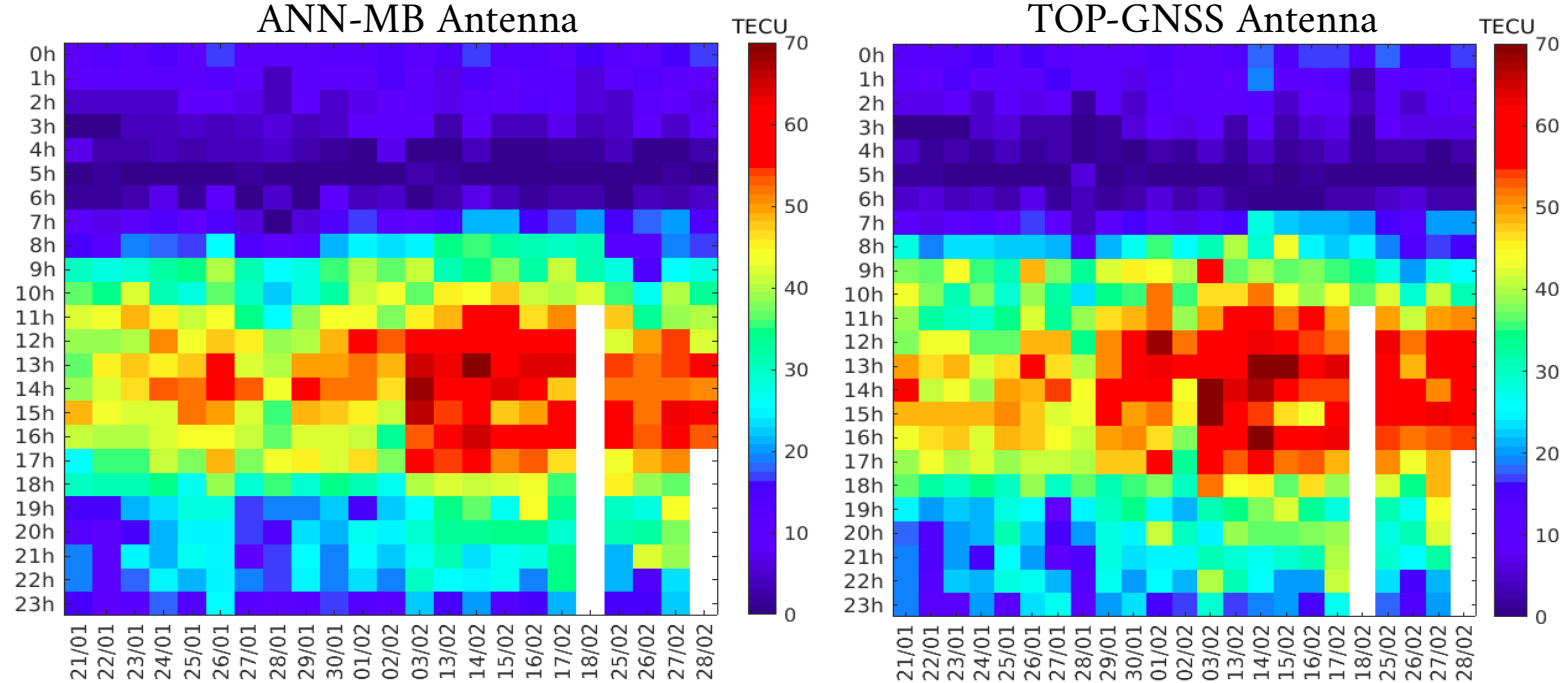 ANN-MB Antenna
TECU
0h
1h
2h
3h
4h
5h
6h
7h
8h
9h
10h
11h
12h
13h
14h
15h
16h
17h
18h
19h
20h
21h
22h
23h
21/01
22/01
23/01
24/01
25/01
26/01
27/01
28/01
29/01
30/01
01/02
02/02
03/02
13/02
14/02
15/02
16/02
17/02
18/02
25/02
26/02
27/02
28/02
70
60
50
40
30
20
10
0
TOP-GNSS Antenna
TECU
0h
1h
2h
3h
4h
5h
6h
7h
8h
9h
10h
11h
12h
13h
14h
15h
16h
17h
18h
19h
20h
21h
22h
23h
21/01
22/01
23/01
24/01
25/01
26/01
27/01
28/01
29/01
30/01
01/02
02/02
03/02
13/02
14/02
15/02
16/02
17/02
18/02
25/02
26/02
27/02
28/02
70
60
50
40
30
20
10
0